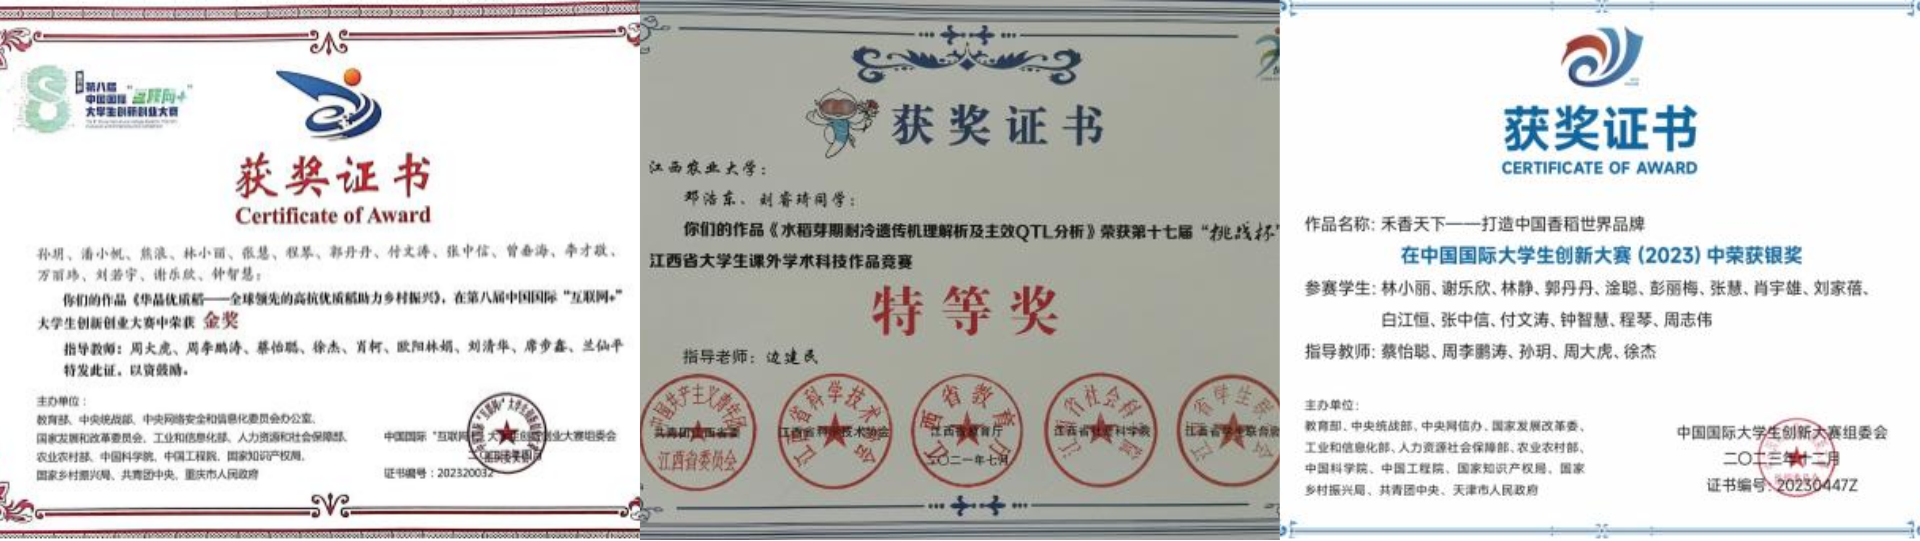 第八届
中国国际"互联网+"
大学生创新创业大赛
获奖证书
Certificate of Award
孙玥、潘小帆、熊浪、林小丽、张慧、程琴、郭丹丹、付文涛、张中信、曾垂海、李才敬、
万丽玮、刘若宇、谢乐欣、钟智慧:
你们的作品《华晶优质稻——全球领先的高抗优质稻助力乡村振兴》,在第八届中国国际“互联网+”
大学生创新创业大赛中荣获 金奖
指导教师:周大虎、周李鹏涛、蔡怡聪、徐杰、肖柯、欧阳林娟、刘清华、席步鑫、兰仙平
特发此证,以资鼓励。
主办单位:
教育部、中央统战部、中央网络安全和信息化委员会办公室、
国家发展和改革委员会、工业和信息化部、人力资源和社会保障部、
农业农村部、中国科学院、中国工程院、国家知识产权局、
国家乡村振兴局、共青团中央、重庆市人民政府
中国国际“互联网+”大学生创新创业大赛组委会
证书编号:202320032
获奖证书
江西农业大学:
邓浩东、刘睿琦同学:
你们的作品《水稻芽期耐冷遗传机理解析及主效QTL分析》荣获第十七届“挑战杯”
江西省大学生课外学术科技作品竞赛
特等奖
指导老师:边建民
共青团江西省委
江西省科学技术协会
江西省教育厅
江西省社会科学院
江西省学生联合会
二〇二一年七月
获奖证书
CERTIFICATE OF AWARD
作品名称: 禾香天下——打造中国香稻世界品牌
在中国国际大学生创新大赛 (2023) 中荣获银奖
参赛学生: 林小丽、谢乐欣、林静、郭丹丹、淦聪、彭丽梅、张慧、肖宇雄、刘家蓓、
白江恒、张中信、付文涛、钟智慧、程琴、周志伟
指导教师: 蔡怡聪、周李鹏涛、孙玥、周大虎、徐杰
主办单位:
教育部、中央统战部、中央网信办、国家发展改革委、
工业和信息化部、人力资源社会保障部、农业农村部、
中国科学院、中国工程院、国家知识产权局、国家
乡村振兴局、共青团中央、天津市人民政府
中国国际大学生创新大赛组委会
二〇二三年十二月
证书编号: 20230447Z